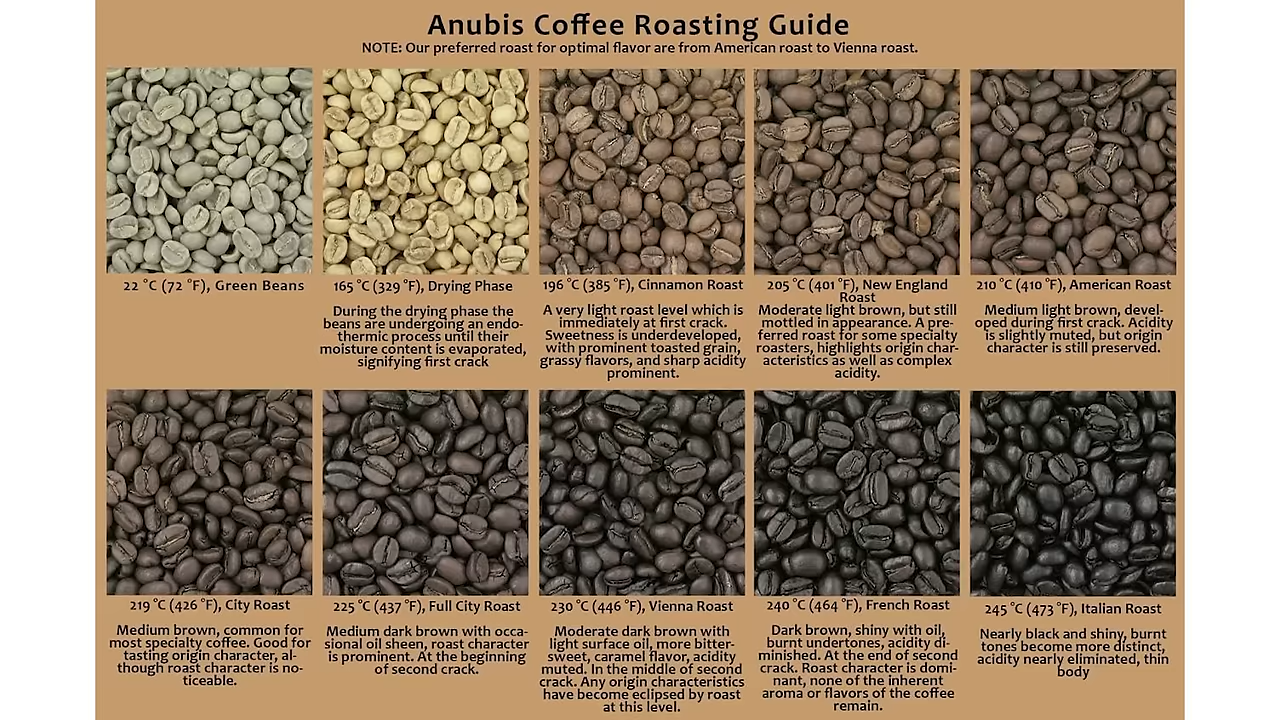 Anubis Coffee Roasting Guide
NOTE: Our preferred roast for optimal flavor are from American roast to Vienna roast.
22 °C (72 °F), Green Beans
165 °C (329 °F), Drying Phase
During the drying phase the
beans are undergoing an endo-
thermic process until their
moisture content is evaporated,
signifying first crack
196 °C (385 °F), Cinnamon Roast
A very light roast level which is
immediately at first crack.
Sweetness is underdeveloped,
with prominent toasted grain,
grassy flavors, and sharp acidity
prominent.
205 °C (401 °F), New England
Roast
Moderate light brown, but still
mottled in appearance. A pre-
ferred roast for some specialty
roasters, highlights origin char-
acteristics as well as complex
acidity.
210 °C (410 °F), American Roast
Medium light brown, devel-
oped during first crack. Acidity
is slightly muted, but origin
character is still preserved.
219 °C (426 °F), City Roast
Medium brown, common for
most specialty coffee. Good for
tasting origin character, al-
though roast character is no-
ticeable.
225 °C (437 °F), Full City Roast
Medium dark brown with occa-
sional oil sheen, roast character
is prominent. At the beginning
of second crack.
230 °C (446 °F), Vienna Roast
Moderate dark brown with
light surface oil, more bitter-
sweet, caramel flavor, acidity
muted. In the middle of second
crack. Any origin characteristics
have become eclipsed by roast
at this level.
240 °C (464 °F), French Roast
Dark brown, shiny with oil,
burnt undertones, acidity di-
minished. At the end of second
crack. Roast character is domi-
nant, none of the inherent
aroma or flavors of the coffee
remain.
245 °C (473 °F), Italian Roast
Nearly black and shiny, burnt
tones become more distinct,
acidity nearly eliminated, thin
body